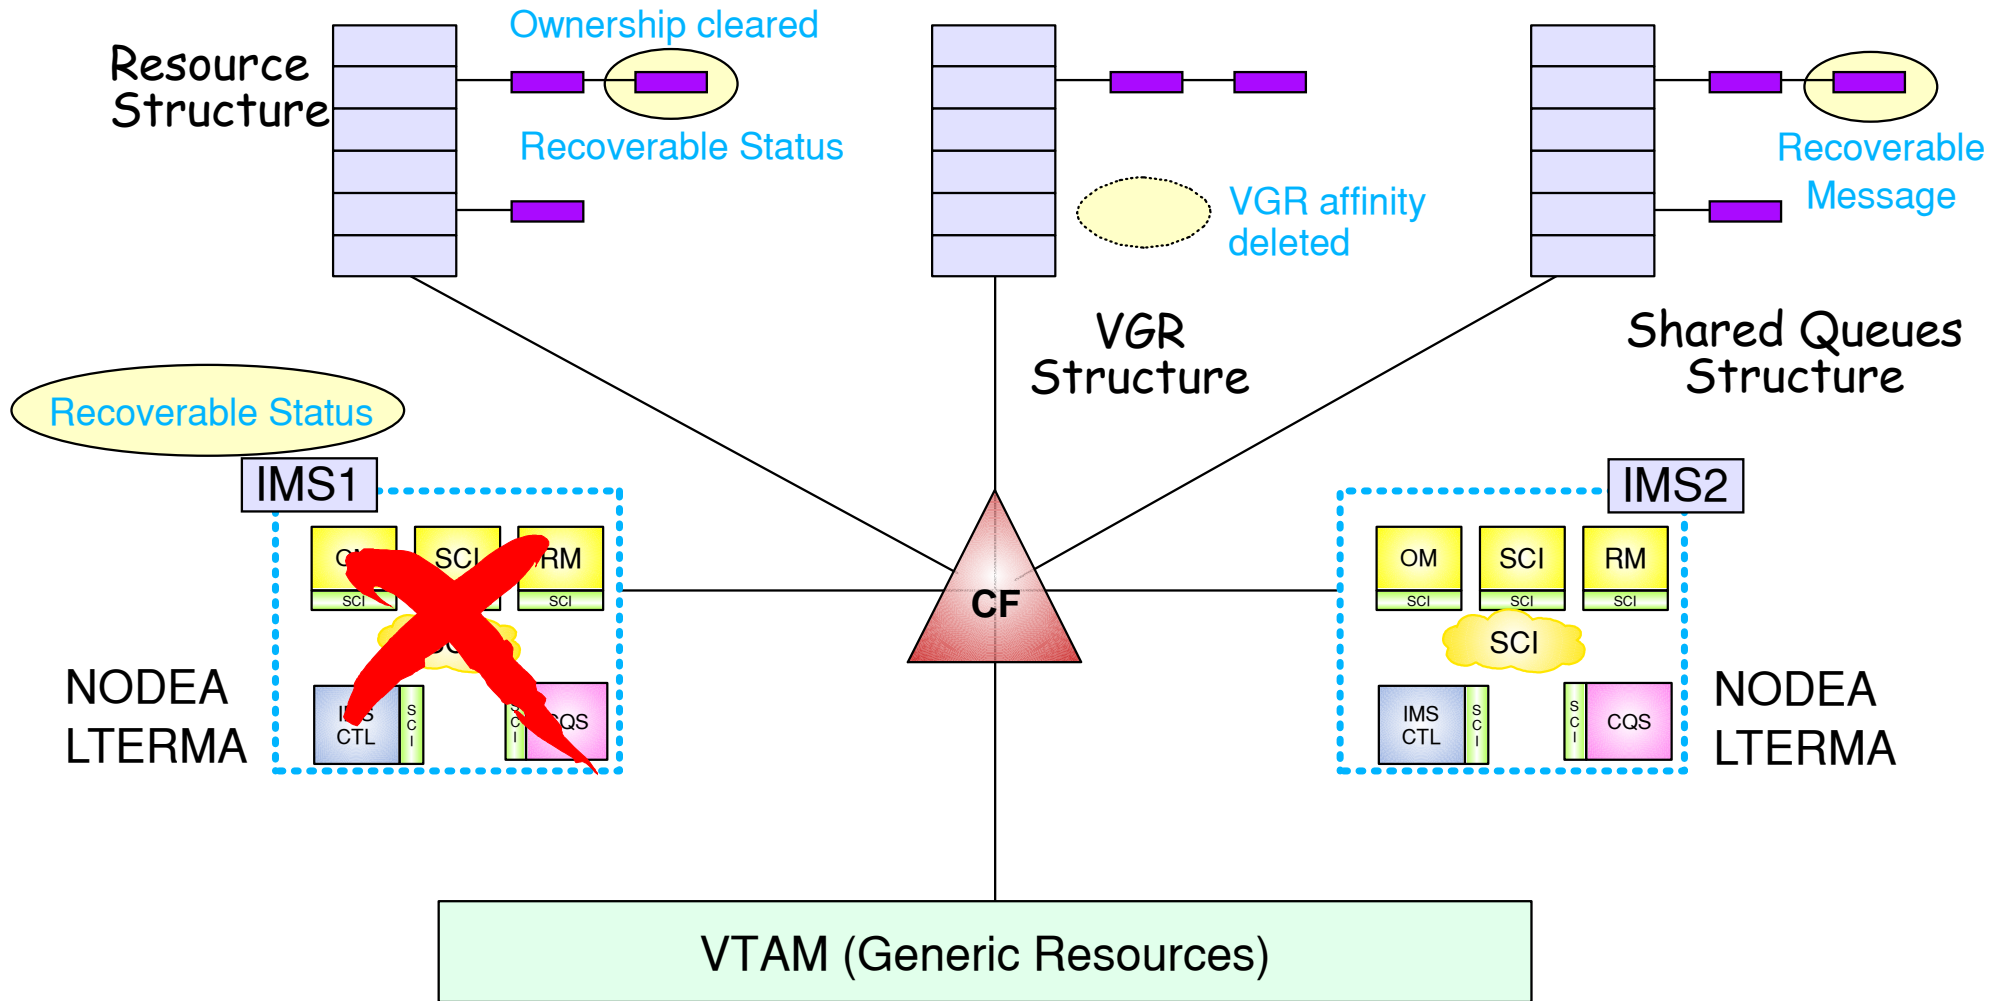 Ownership cleared
Resource
Structure
Recoverable Status
VGR affinity
deleted
Recoverable
Message
VGR
Structure
Shared Queues
Structure
Recoverable Status
IMS1
SCI
RM
SCI
SCI
IMS
CTL
S
C
I
CQS
NODEA
LTERMA
CF
IMS2
OM
SCI
RM
SCI
SCI
SCI
SCI
IMS
CTL
S
C
I
S
C
I
CQS
NODEA
LTERMA
VTAM (Generic Resources)